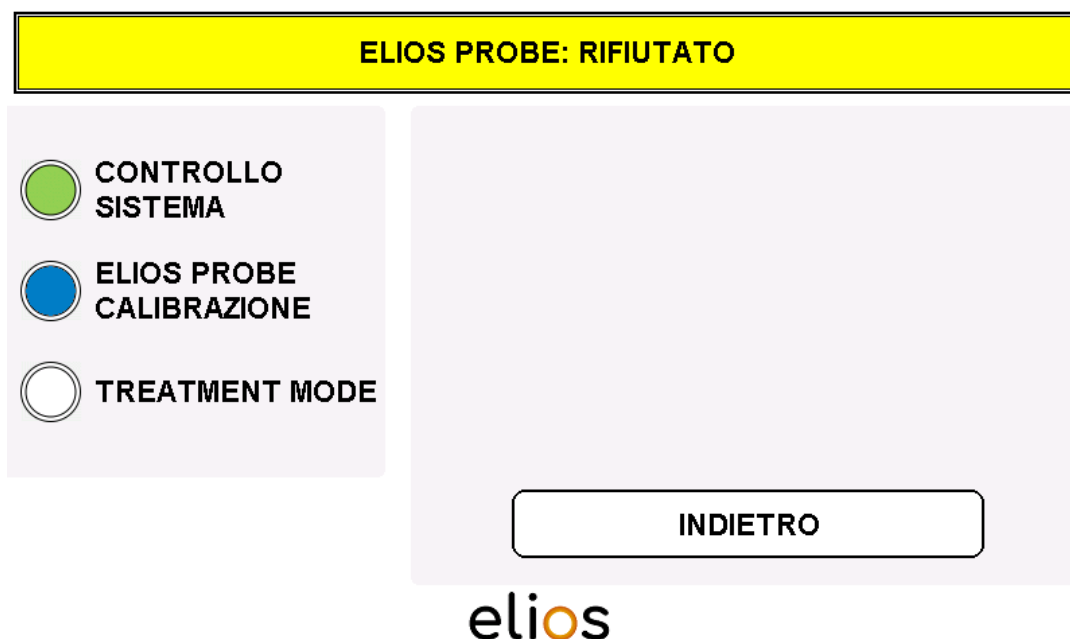 ELIOS PROBE: RIFIUTATO
CONTROLLO
SISTEMA
ELIOS PROBE
CALIBRAZIONE
TREATMENT MODE
INDIETRO
elios